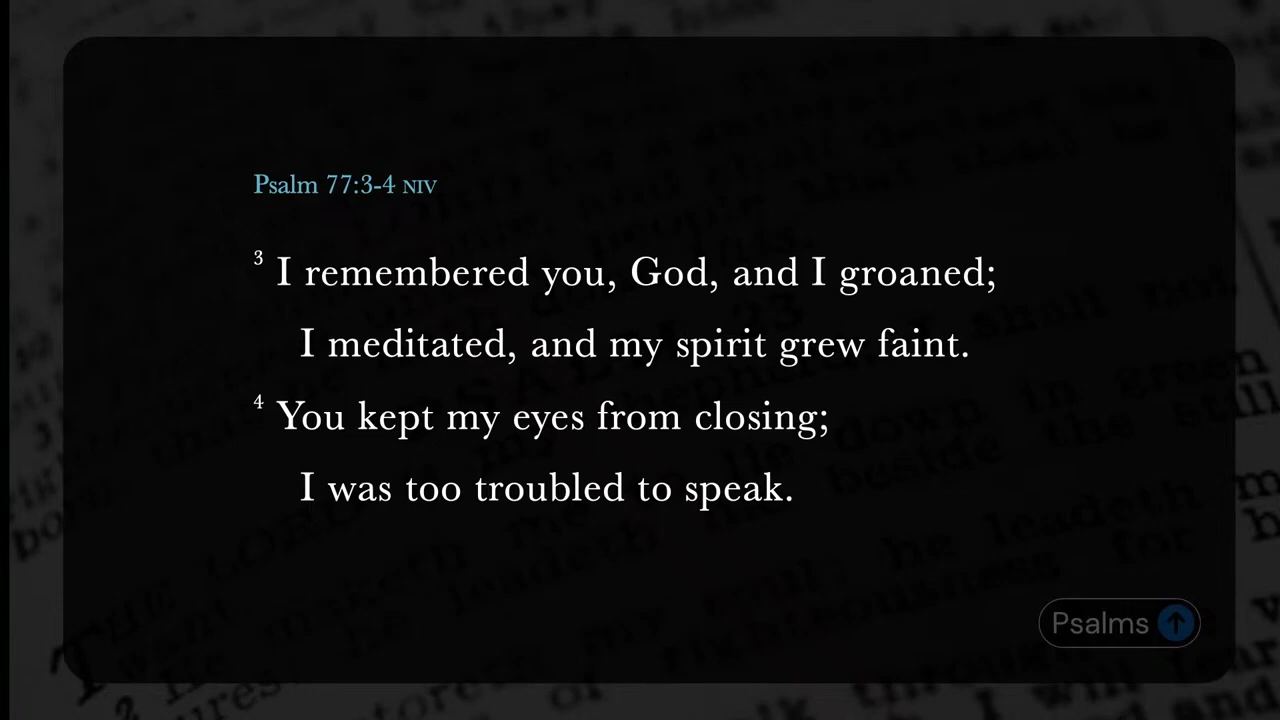 Psalm 77:3-4 NIV
3 I remembered you, God, and I groaned;
I meditated, and my spirit grew faint.
4 You kept my eyes from closing;
I was too troubled to speak.
Psalms